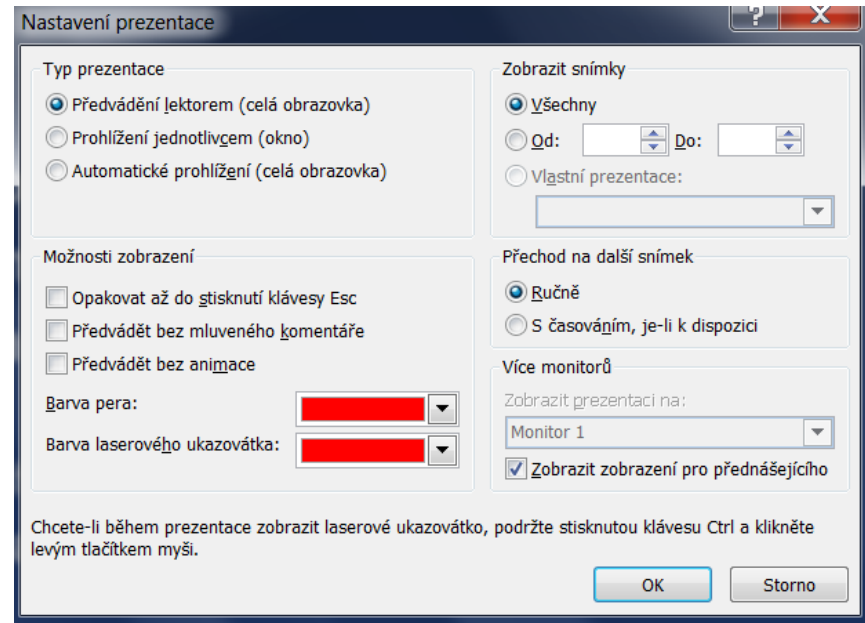 Nastavení prezentace
Typ prezentace
Předvádění lektorem (celá obrazovka)
Prohlížení jednotlivcem (okno)
Automatické prohlížení (celá obrazovka)
Zobrazit snímky
Všechny
Od: Do:
Vlastní prezentace:
Možnosti zobrazení
Opakovat až do stisknutí klávesy Esc
Předvádět bez mluveného komentáře
Předvádět bez animace
Barva pera:
Barva laserového ukazovátka:
Přechod na další snímek
Ručně
S časováním, je-li k dispozici
Více monitorů
Zobrazit prezentaci na:
Monitor 1
Zobrazit zobrazení pro přednášejícího
Chcete-li během prezentace zobrazit laserové ukazovátko, podržte stisknutou klávesu Ctrl a klikněte
levým tlačítkem myši.
OK
Storno